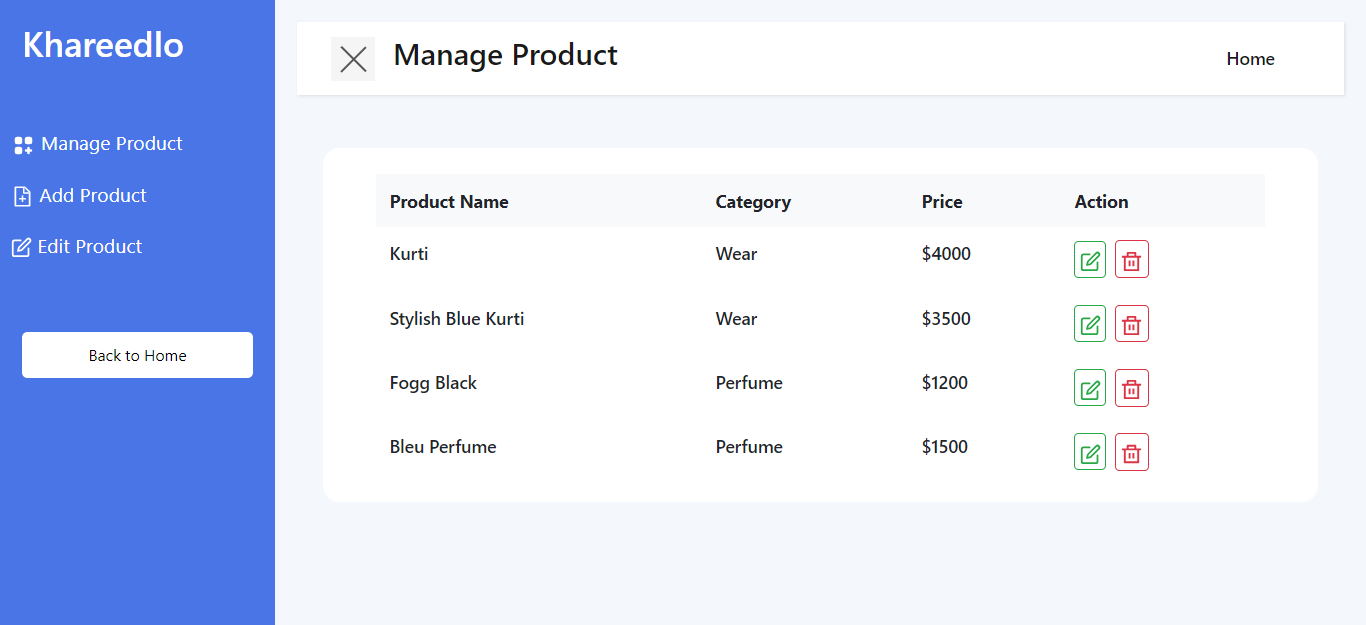 Khareedlo
Manage Product
Add Product
Edit Product
Back to Home
Manage Product
Home
Product Name Category Price Action
Kurti Wear $4000
Stylish Blue Kurti Wear $3500
Fogg Black Perfume $1200
Bleu Perfume Perfume $1500